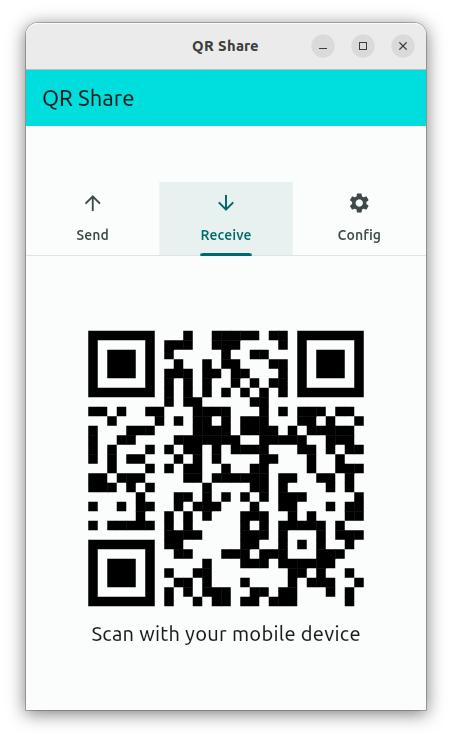 QR Share
QR Share
Send
Receive
Config
Scan with your mobile device